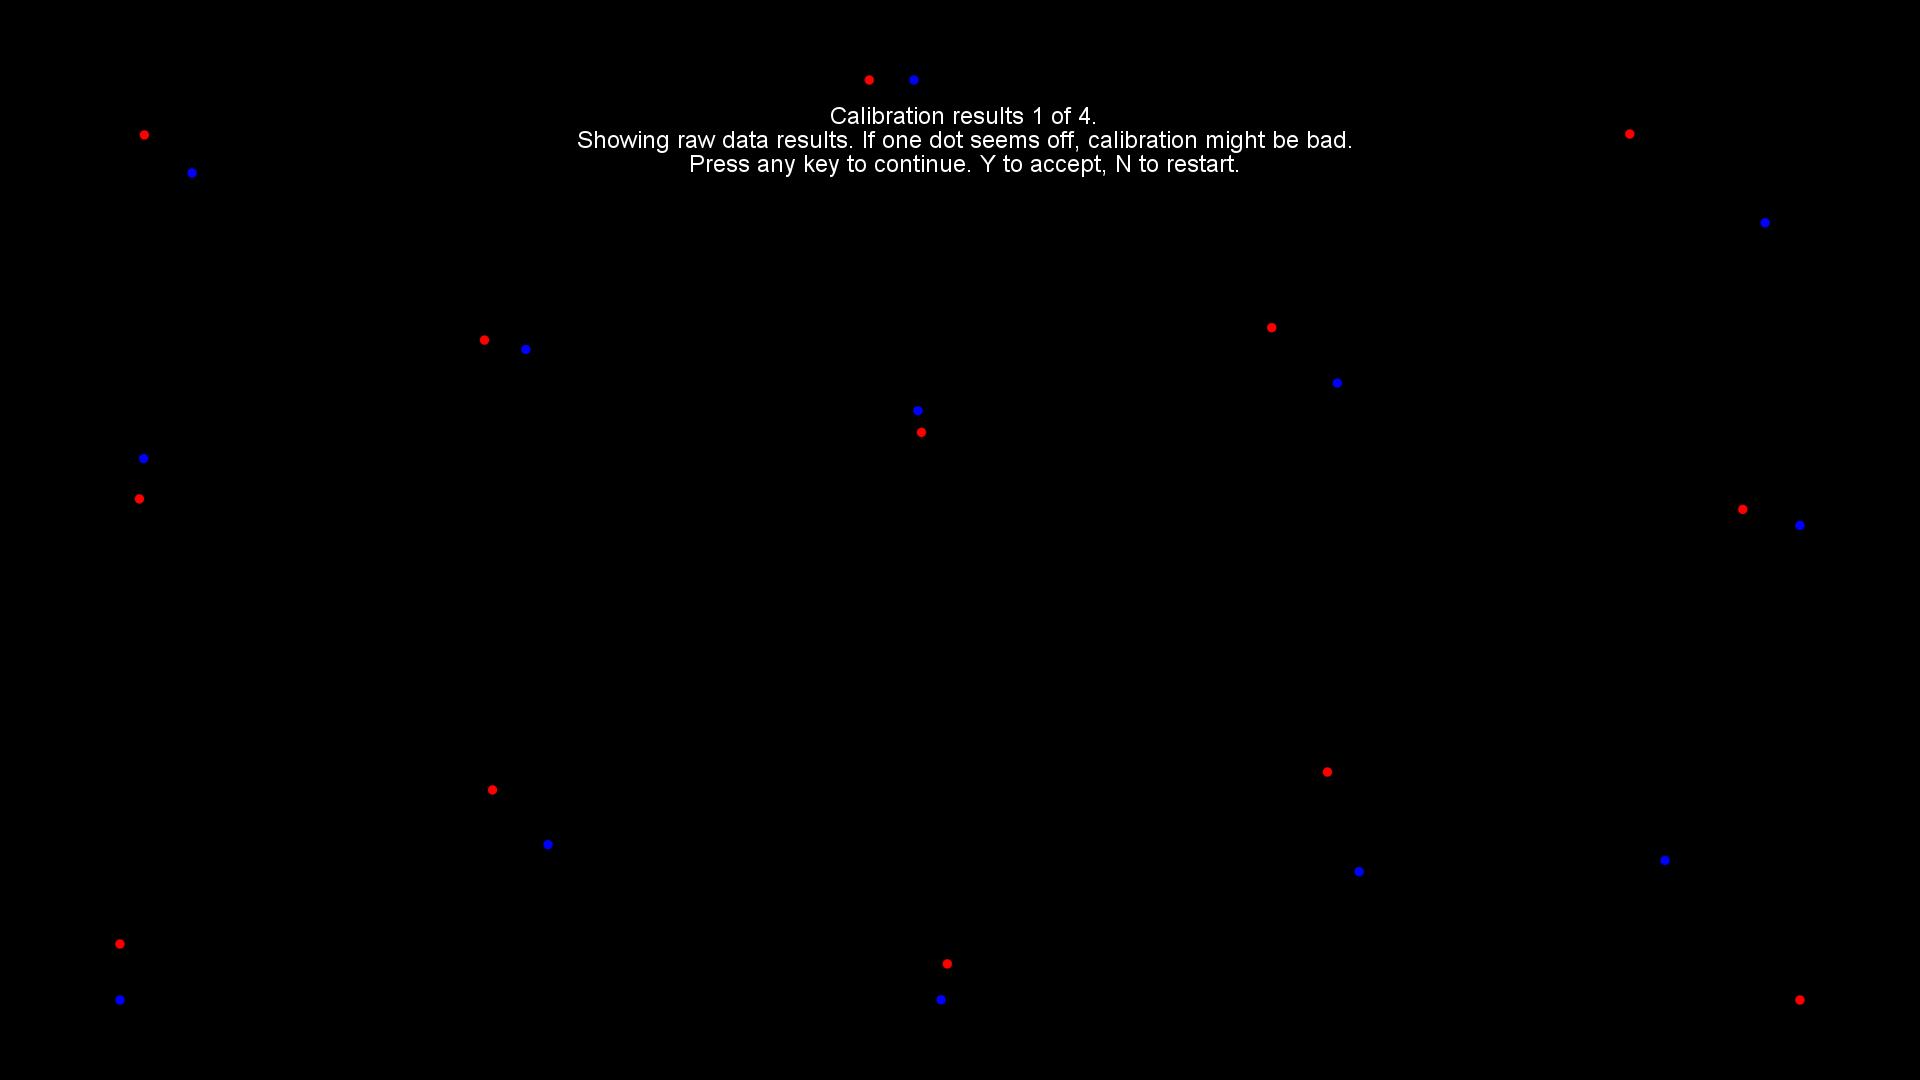 Calibration results 1 of 4.
Showing raw data results. If one dot seems off, calibration might be bad.
Press any key to continue. Y to accept, N to restart.